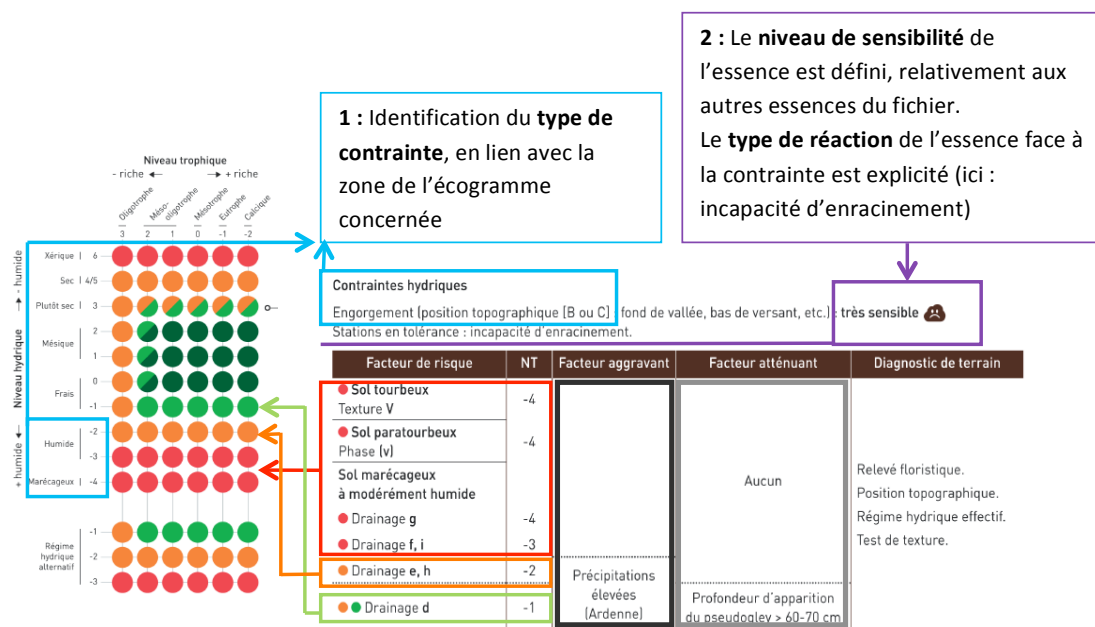 1 : Identification du type de
contrainte, en lien avec la
zone de l'écogramme
concernée
2 : Le niveau de sensibilité de
l'essence est défini, relativement aux
autres essences du fichier.
Le type de réaction de l'essence face à
la contrainte est explicité (ici :
incapacité d'enracinement)
Niveau trophique
- riche
+ riche
Oligotrophe
Méso-
oligotrophe
Mésotrophe
Eutrophe
Calcique
3 2 1 0 -1 -2
- humide
Niveau hydrique
+ humide
Xérique 6
Sec 4/5
Plutôt sec 3
Mésique
2
1
Frais
0
-1
Humide
-2
-3
Marécageux -4
Régime
hydrique
alternatif
-1
-2
-3
Contraintes hydriques
Engorgement (position topographique [B ou C] : fond de vallée, bas de versant, etc.) : très sensible
Stations en tolérance : incapacité d'enracinement.
Facteur de risque NT Facteur aggravant Facteur atténuant Diagnostic de terrain
Sol tourbeux
Texture V
-4
Sol paratourbeux
Phase (v)
-4
Sol marécageux
à modérément humide
Drainage g -4
Drainage f, i -3
Drainage e, h -2
Drainage d -1
Précipitations
élevées
(Ardenne)
Aucun
Profondeur d'apparition
du pseudogley > 60-70 cm
Relevé floristique.
Position topographique.
Régime hydrique effectif.
Test de texture.